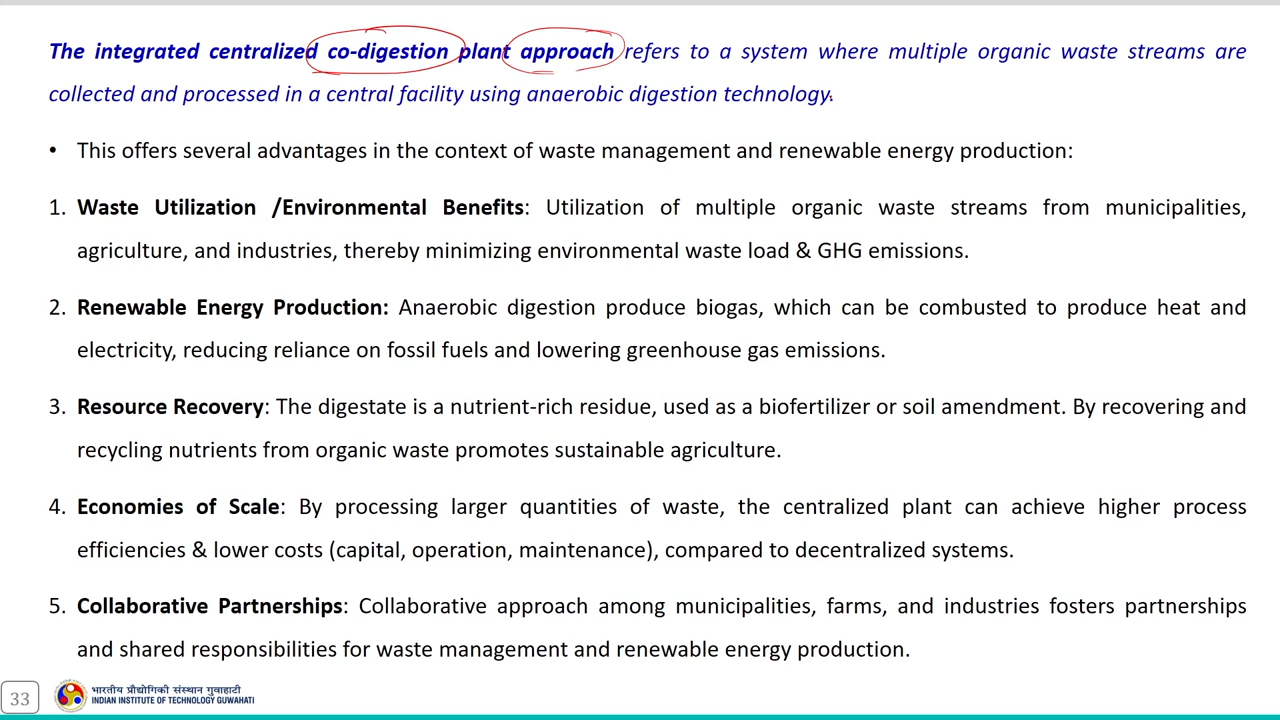 The integrated centralized co-digestion plant approach refers to a system where multiple organic waste streams are
collected and processed in a central facility using anaerobic digestion technology.
• This offers several advantages in the context of waste management and renewable energy production:
1. Waste Utilization /Environmental Benefits: Utilization of multiple organic waste streams from municipalities,
agriculture, and industries, thereby minimizing environmental waste load & GHG emissions.
2. Renewable Energy Production: Anaerobic digestion produce biogas, which can be combusted to produce heat and
electricity, reducing reliance on fossil fuels and lowering greenhouse gas emissions.
3. Resource Recovery: The digestate is a nutrient-rich residue, used as a biofertilizer or soil amendment. By recovering and
recycling nutrients from organic waste promotes sustainable agriculture.
4. Economies of Scale: By processing larger quantities of waste, the centralized plant can achieve higher process
efficiencies & lower costs (capital, operation, maintenance), compared to decentralized systems.
5. Collaborative Partnerships: Collaborative approach among municipalities, farms, and industries fosters partnerships
and shared responsibilities for waste management and renewable energy production.
33
भारतीय प्रौद्योगिकी संस्थान गुवाहाटी
INDIAN INSTITUTE OF TECHNOLOGY GUWAHATI